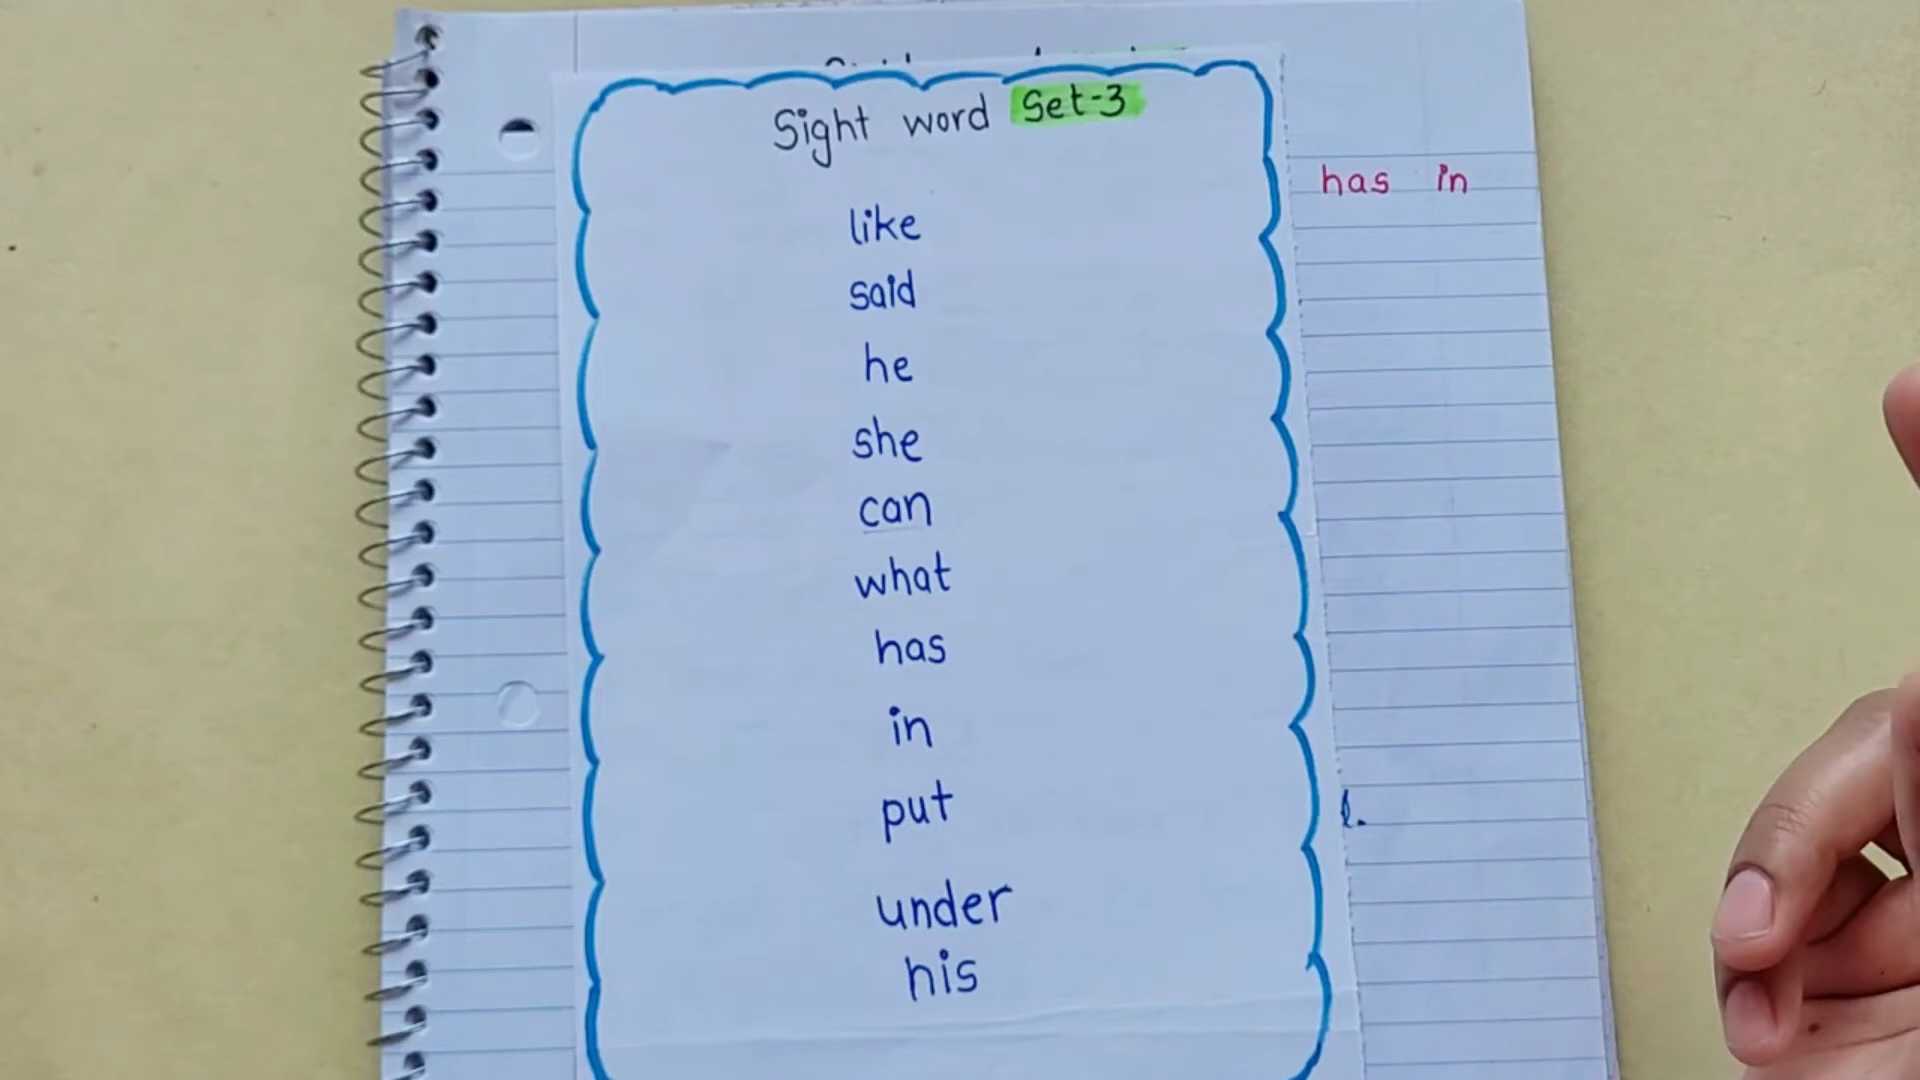 Sight word Set-3
has in
like
said
he
she
can
what
has
in
put
under
his